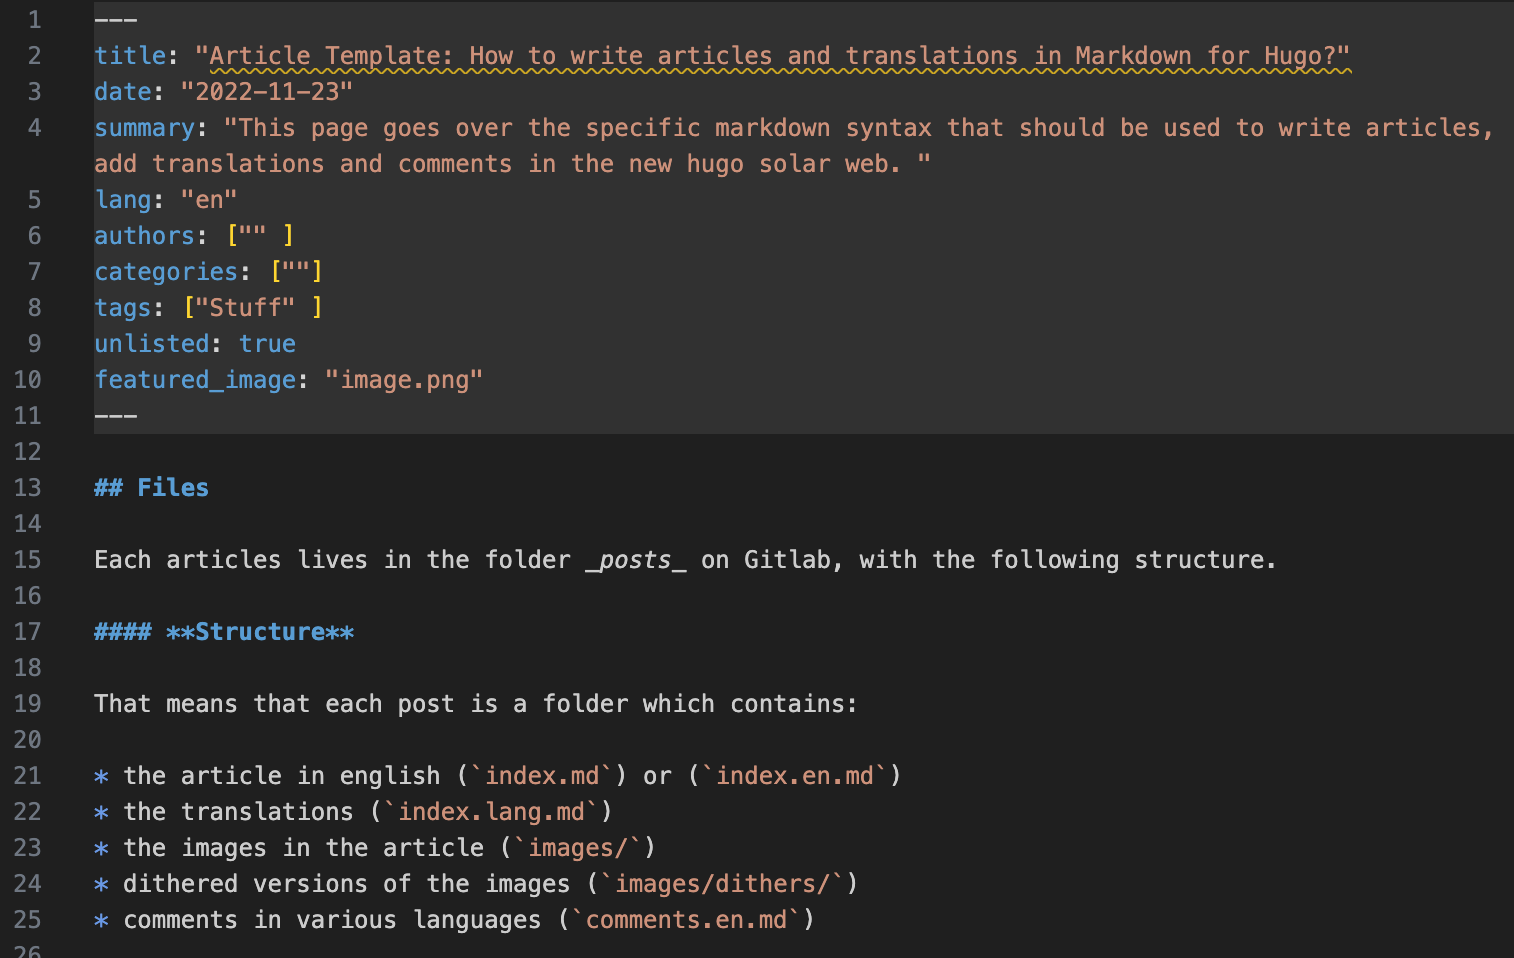 1 ---
2 title: "Article Template: How to write articles and translations in Markdown for Hugo?"
3 date: "2022-11-23"
4 summary: "This page goes over the specific markdown syntax that should be used to write articles,
add translations and comments in the new hugo solar web. "
5 lang: "en"
6 authors: ["" ]
7 categories: [""]
8 tags: ["Stuff" ]
9 unlisted: true
10 featured_image: "image.png"
11 ---
12
13 ## Files
14
15 Each articles lives in the folder _posts_ on Gitlab, with the following structure.
16
17 #### **Structure**
18
19 That means that each post is a folder which contains:
20
21 * the article in english (`index.md`) or (`index.en.md`)
22 * the translations (`index.lang.md`)
23 * the images in the article (`images/`)
24 * dithered versions of the images (`images/dithers/`)
25 * comments in various languages (`comments.en.md`)
26